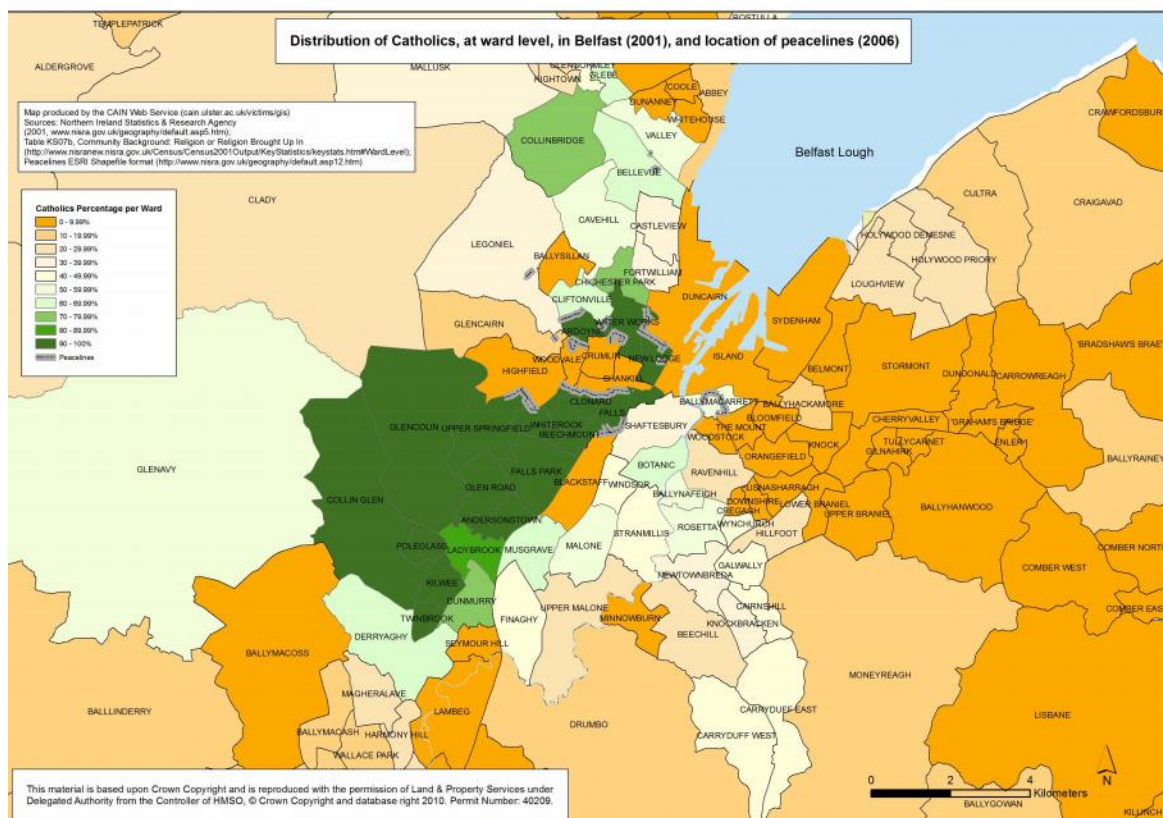 TEMPLEPATRICK
ROSTULLA
Distribution of Catholics, at ward level, in Belfast (2001), and location of peacelines (2006)
ALDERGROVE
MALLUSK
HIGHTOWN
GLEBE
COOLE
ABBEY
DUNANNEY
WHITEHOUSE
CRAWFORDSBURN
Map produced by the CAIN Web Service (cain.ulster.ac.uk/victims/gis)
Sources: Northern Ireland Statistics & Research Agency
(2001, www.nisra.gov.uk/geography/default.asp5.htm);
Table KS07b, Community Background: Religion or Religion Brought Up In
(http://www.nisranew.nisra.gov.uk/Census/Census2001Output/KeyStatistics/keystats.htm#WardLevel);
Peacelines ESRI Shapefile format (http://www.nisra.gov.uk/geography/default.asp12.htm)
COLLINBRIDGE
VALLEY
Belfast Lough
BELLEVUE
CULTRA
CRAIGAVAD
CLADY
Catholics Percentage per Ward
0 - 9.99%
10 - 19.99%
20 - 29.99%
30 - 39.99%
40 - 49.99%
50 - 59.99%
60 - 69.99%
70 - 79.99%
80 - 89.99%
90 - 100%
Peacelines
CAVEHILL
CASTLEVIEW
LEGONIEL
BALLYSILLAN
HOLYWOOD DEMESNE
HOLYWOOD PRIORY
FORTWILLIAM
CHICHESTER PARK
LOUGHVIEW
CLIFTONVILLE
DUNCAIRN
GLENCAIRN
ARDOYNE
WATER WORKS
SYDENHAM
WOODVALE
CRUMLIN
NEW LODGE
ISLAND
BELMONT
STORMONT
DUNDONALD
'BRADSHAW'S BRAE'
CARROWREAGH
HIGHFIELD
SHANKILL
CLONARD
FALLS
BALLYMACARRETT
BALLYHACKAMORE
GLENCOLIN
UPPER SPRINGFIELD
WHITEROCK
BEECHMOUNT
SHAFTESBURY
THE MOUNT
BLOOMFIELD
CHERRYVALLEY
'GRAHAM'S BRIDGE'
WOODSTOCK
KNOCK
TULLYCARNET
ENLER
GILNAHIRK
ORANGEFIELD
BALLYRAINEY
GLENAVY
FALLS PARK
BOTANIC
RAVENHILL
COLLIN GLEN
GLEN ROAD
BLACKSTAFF
WINDSOR
BALLYNAFEIGH
LISNASHARRAGH
DOWNSHIRE
LOWER BRANIEL
CREGAGH
UPPER BRANIEL
BALLYHANWOOD
ANDERSONSTOWN
STRANMILLIS
ROSETTA
WYNCHURCH
HILLFOOT
POLEGLASS
LADYBROOK
MUSGRAVE
MALONE
COMBER NORTH
COMBER WEST
KILWEE
GALWALLY
NEWTOWNBREDA
DUNMURRY
TWINBROOK
UPPER MALONE
FINAGHY
MINNOWBURN
CAIRNSHILL
KNOCKBRACKEN
COMBER EAST
DERRYAGHY
SEYMOUR HILL
BEECHILL
BALLYMACOSS
MONEYREAGH
MAGHERALAVE
LAMBEG
BALLLINDERRY
DRUMBO
CARRYDUFF EAST
LISBANE
BALLYMACASH
HARMONY HILL
CARRYDUFF WEST
WALLACE PARK
This material is based upon Crown Copyright and is reproduced with the permission of Land & Property Services under
Delegated Authority from the Controller of HMSO, © Crown Copyright and database right 2010. Permit Number: 40209.
N
0 2 4
Kilometers
BALLYGOWAN
KILLINCH